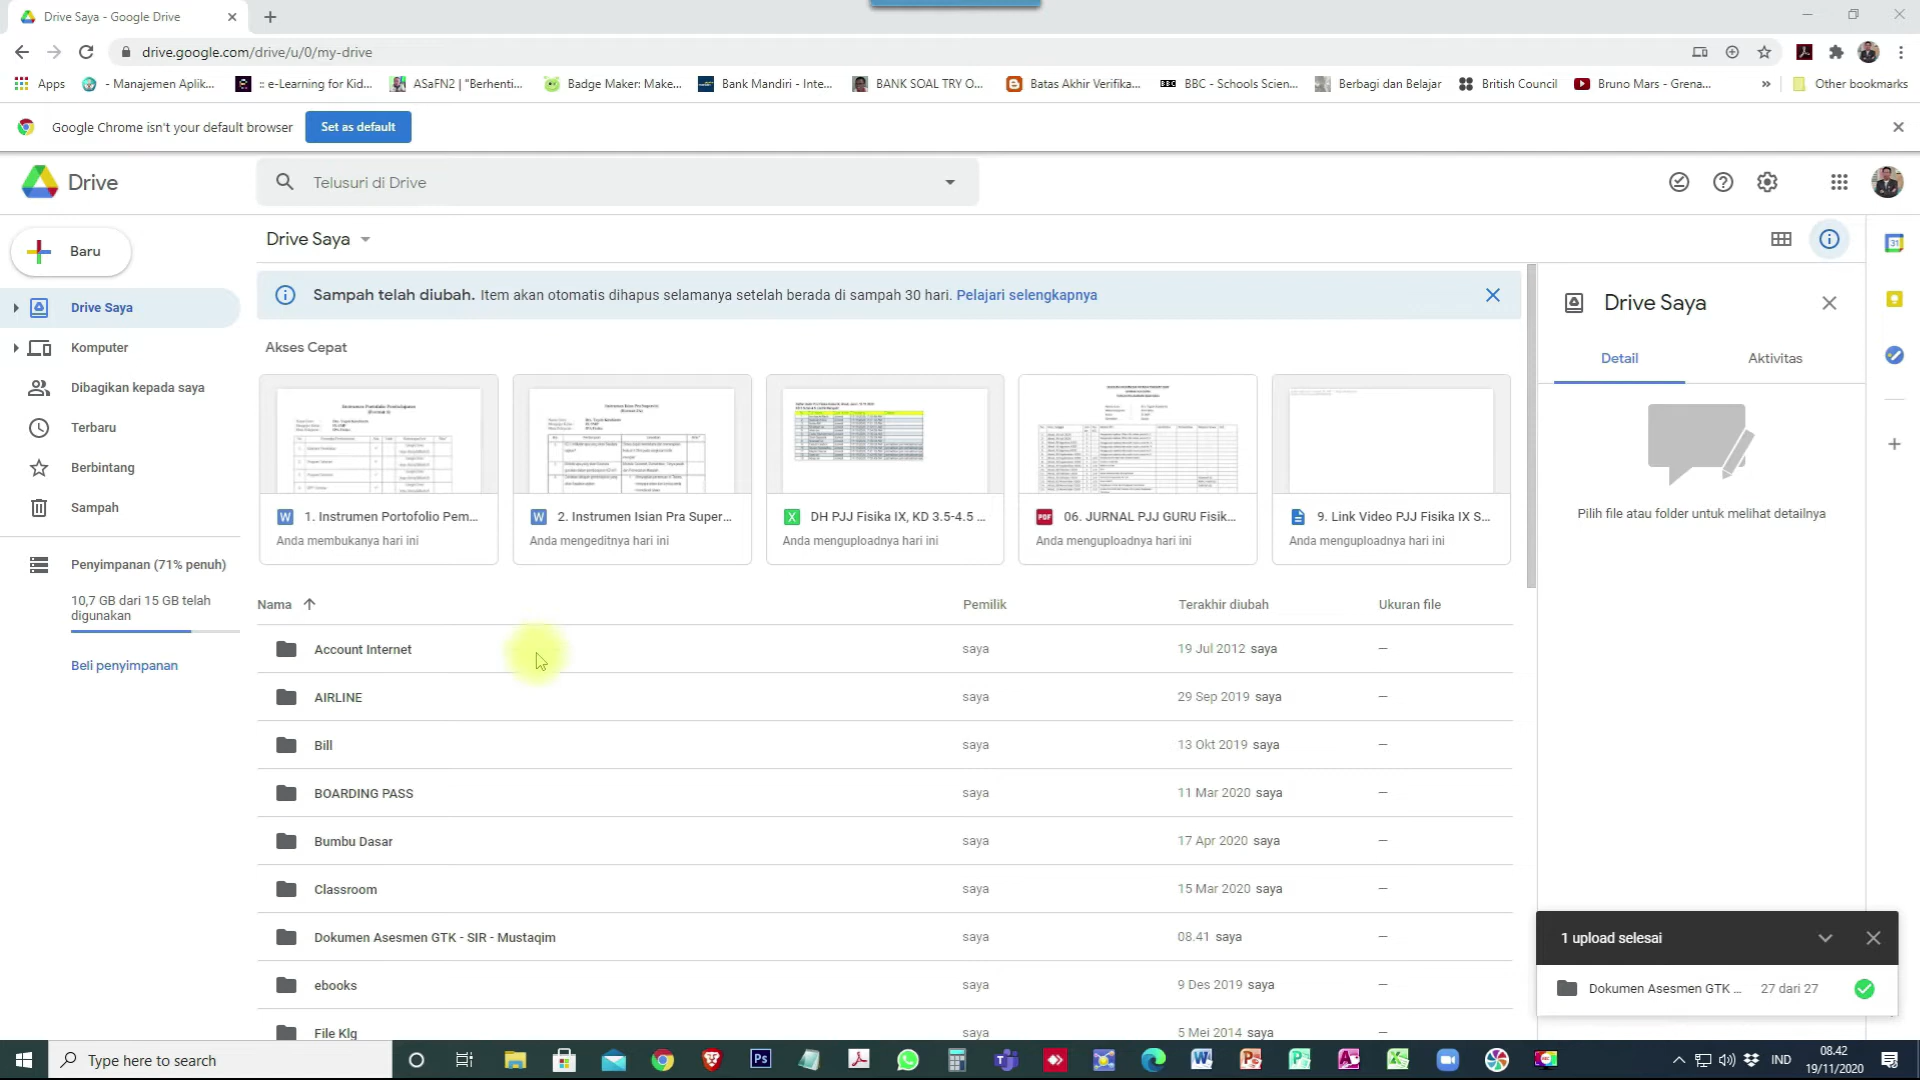 Drive Saya - Google Drive
drive.google.com/drive/u/0/my-drive
Apps - Manajemen Aplik... :: e-Learning for Kid... ASaFN2 | "Berhenti... Badge Maker: Make... Bank Mandiri - Inte... BANK SOAL TRY O... Batas Akhir Verifika... BBC - Schools Scien... Berbagi dan Belajar British Council Bruno Mars - Grena... » Other bookmarks
Google Chrome isn't your default browser Set as default
Drive Telusuri di Drive
Baru
Drive Saya
Komputer
Dibagikan kepada saya
Terbaru
Berbintang
Sampah
Penyimpanan (71% penuh)
10,7 GB dari 15 GB telah
digunakan
Beli penyimpanan
Drive Saya
Sampah telah diubah. Item akan otomatis dihapus selamanya setelah berada di sampah 30 hari. Pelajari selengkapnya
Akses Cepat
1. Instrumen Portofolio Pem...
Anda membukanya hari ini
2. Instrumen Isian Pra Super...
Anda mengeditnya hari ini
DH PJJ Fisika IX, KD 3.5-4.5 ...
Anda menguploadnya hari ini
06. JURNAL PJJ GURU Fisik...
Anda menguploadnya hari ini
9. Link Video PJJ Fisika IX S...
Anda menguploadnya hari ini
Nama Pemilik Terakhir diubah Ukuran file
Account Internet saya 19 Jul 2012 saya —
AIRLINE saya 29 Sep 2019 saya —
Bill saya 13 Okt 2019 saya —
BOARDING PASS saya 11 Mar 2020 saya —
Bumbu Dasar saya 17 Apr 2020 saya —
Classroom saya 15 Mar 2020 saya —
Dokumen Asesmen GTK - SIR - Mustaqim saya 08.41 saya —
ebooks saya 9 Des 2019 saya —
File Klg saya 5 Mei 2014 saya —
Drive Saya
Detail Aktivitas
Pilih file atau folder untuk melihat detailnya
1 upload selesai
Dokumen Asesmen GTK ... 27 dari 27
Type here to search
IND
08.42
19/11/2020